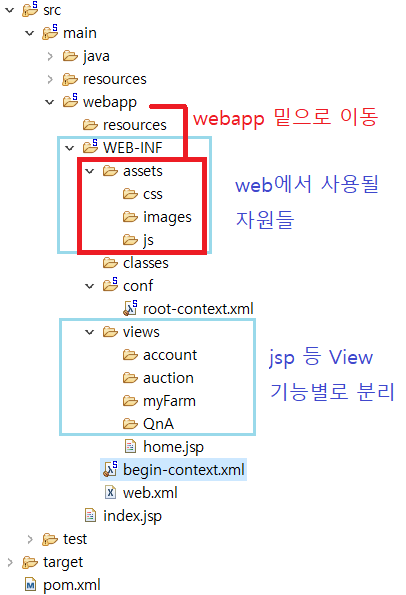 src
main
java
resources
webapp
webapp 밑으로 이동
resources
WEB-INF
assets
web에서 사용될
자원들
css
images
js
classes
conf
root-context.xml
views
jsp 등 View
기능별로 분리
account
auction
myFarm
QnA
home.jsp
begin-context.xml
web.xml
index.jsp
test
target
pom.xml